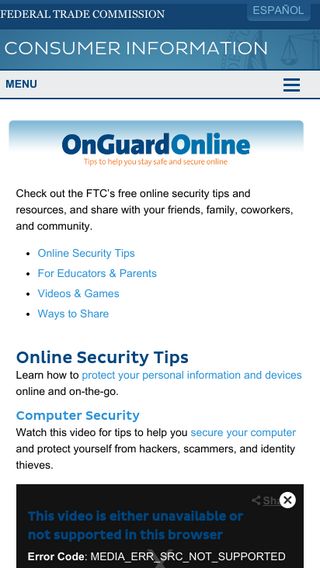 FEDERAL TRADE COMMISSION
ESPAÑOL
CONSUMER INFORMATION
MENU
OnGuardOnline
Tips to help you stay safe and secure online
Check out the FTC's free online security tips and
resources, and share with your friends, family, coworkers,
and community.
• Online Security Tips
• For Educators & Parents
• Videos & Games
• Ways to Share
Online Security Tips
Learn how to protect your personal information and devices
online and on-the-go.
Computer Security
Watch this video for tips to help you secure your computer
and protect yourself from hackers, scammers, and identity
thieves.
Share
This video is either unavailable or
not supported in this browser
Error Code: MEDIA_ERR_SRC_NOT_SUPPORTED